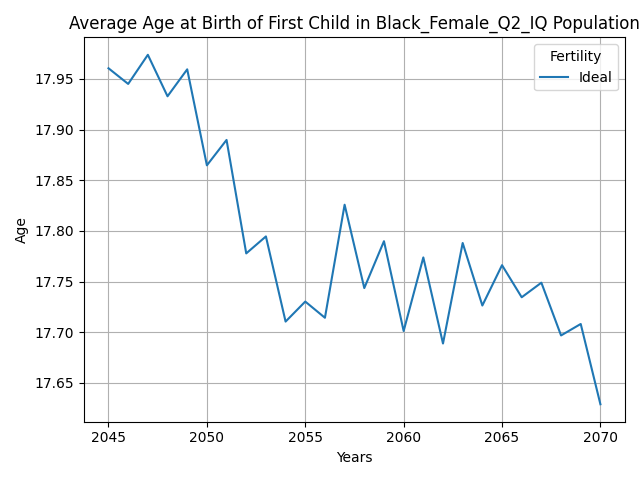 Average Age at Birth of First Child in Black_Female_Q2_IQ Population
Fertility
Ideal
17.95
17.90
17.85
17.80
17.75
17.70
17.65
Age
2045 2050 2055 2060 2065 2070
Years